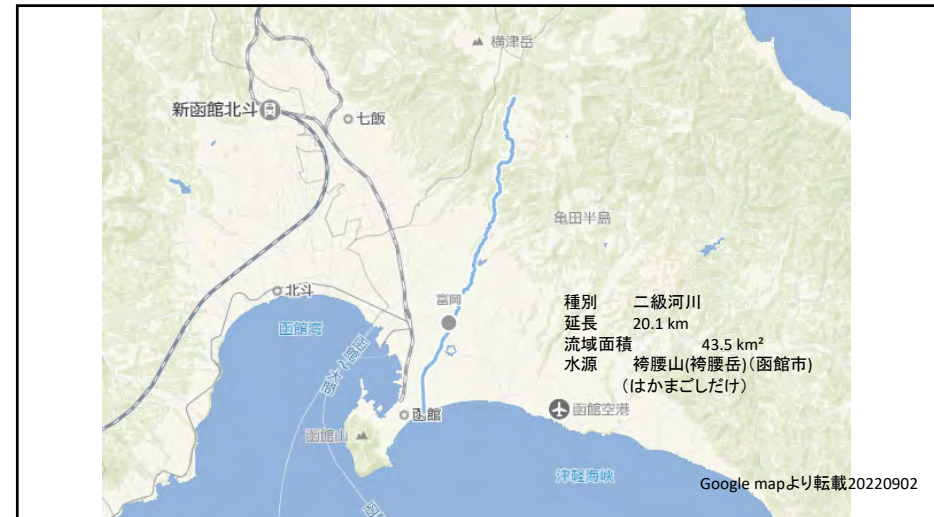 横津岳
新函館北斗
七飯
亀田半島
北斗
富岡
函館湾
種別 二級河川
延長 20.1 km
流域面積 43.5 km²
水源 袴腰山(袴腰岳)(函館市)
(はかまごしだけ)
函館〜大間
函館
函館空港
函館山
津軽海峡
Google mapより転載20220902